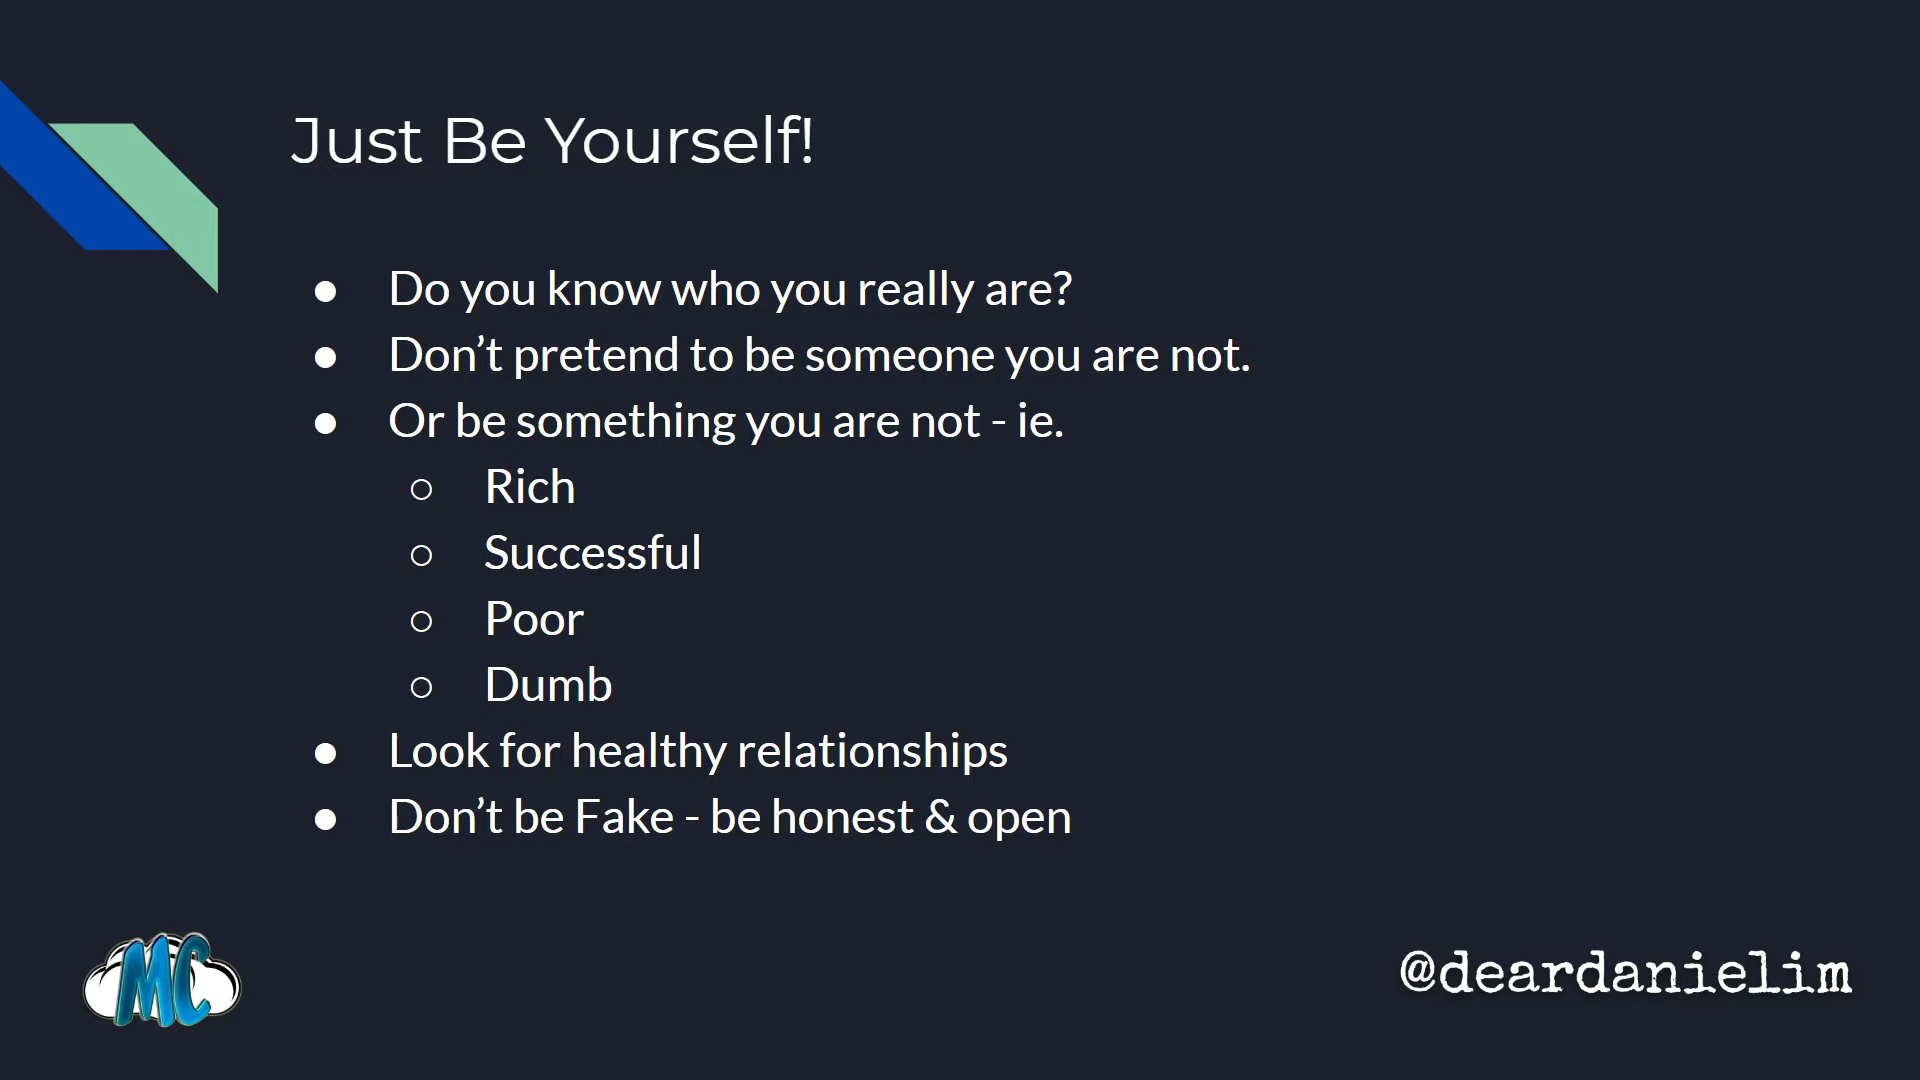 Just Be Yourself!
● Do you know who you really are?
● Don’t pretend to be someone you are not.
● Or be something you are not - ie.
○ Rich
○ Successful
○ Poor
○ Dumb
● Look for healthy relationships
● Don’t be Fake - be honest & open
MC
@deardanielim